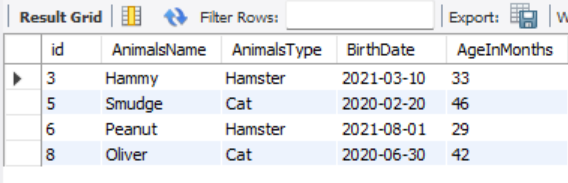 Result Grid Filter Rows: Export: W
id AnimalsName AnimalsType BirthDate AgeInMonths
3 Hammy Hamster 2021-03-10 33
5 Smudge Cat 2020-02-20 46
6 Peanut Hamster 2021-08-01 29
8 Oliver Cat 2020-06-30 42